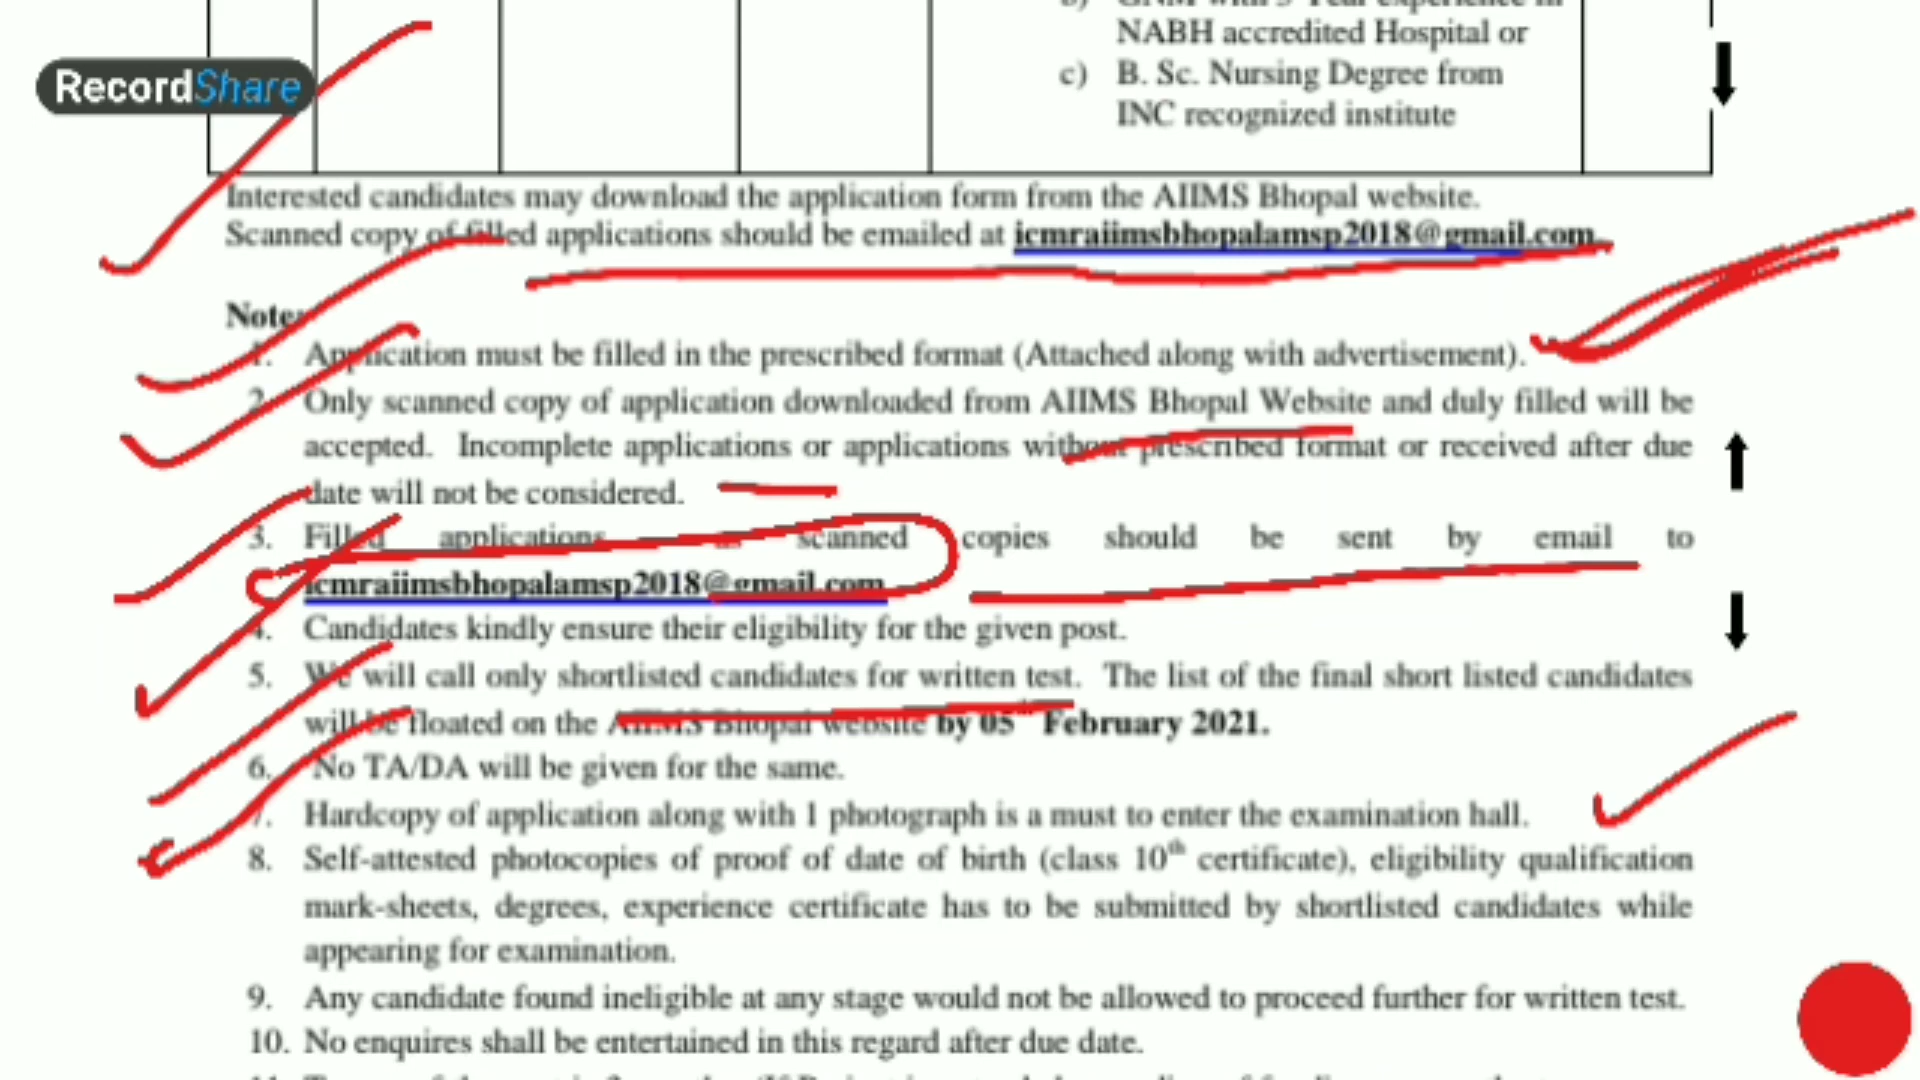 RecordShare
NABH accredited Hospital or
c) B. Sc. Nursing Degree from
INC recognized institute
Interested candidates may download the application form from the AIIMS Bhopal website.
Scanned copy of filled applications should be emailed at icmraiimsbhopalamsp2018@gmail.com.
Note:
1. Application must be filled in the prescribed format (Attached along with advertisement).
2. Only scanned copy of application downloaded from AIIMS Bhopal Website and duly filled will be
accepted. Incomplete applications or applications without prescribed format or received after due
date will not be considered.
3. Filled applications as scanned copies should be sent by email to
icmraiimsbhopalamsp2018@gmail.com
4. Candidates kindly ensure their eligibility for the given post.
5. We will call only shortlisted candidates for written test. The list of the final short listed candidates
will be floated on the AIIMS Bhopal website by 05th February 2021.
6. No TA/DA will be given for the same.
7. Hardcopy of application along with 1 photograph is a must to enter the examination hall.
8. Self-attested photocopies of proof of date of birth (class 10th certificate), eligibility qualification
mark-sheets, degrees, experience certificate has to be submitted by shortlisted candidates while
appearing for examination.
9. Any candidate found ineligible at any stage would not be allowed to proceed further for written test.
10. No enquires shall be entertained in this regard after due date.